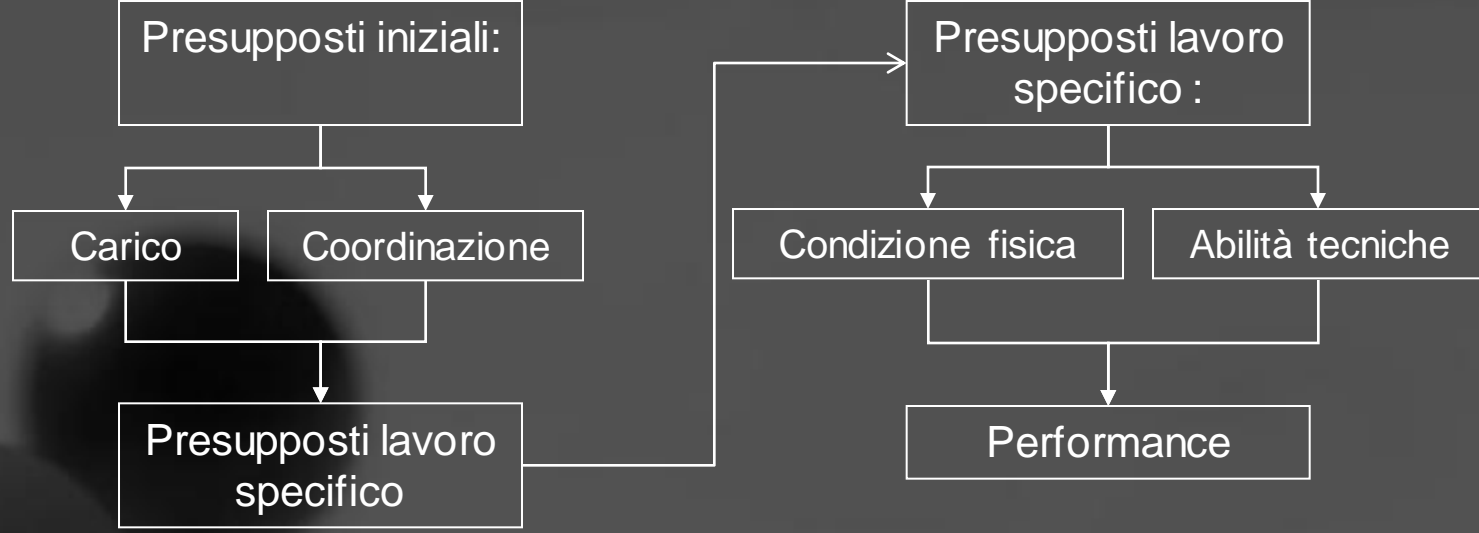 Presupposti iniziali:
Carico
Coordinazione
Presupposti lavoro
specifico
Presupposti lavoro
specifico :
Condizione fisica
Abilità tecniche
Performance